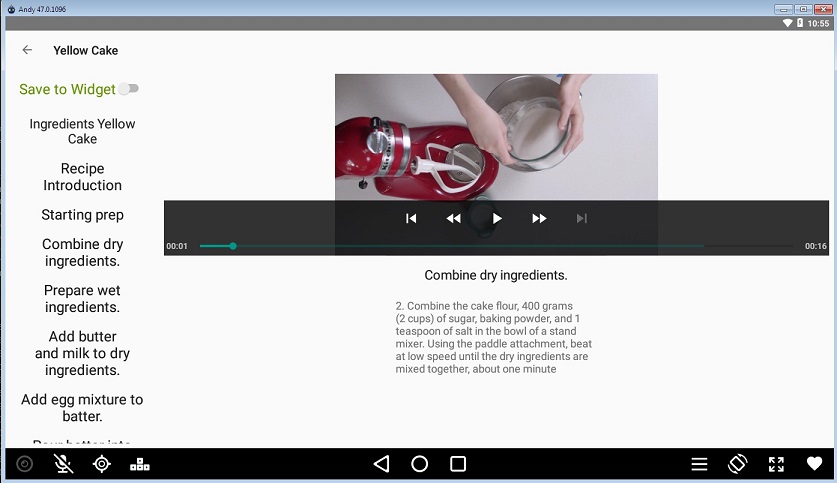 Andy 47.0.1096
10:55
Yellow Cake
Save to Widget
Ingredients Yellow
Cake
Recipe
Introduction
Starting prep
Combine dry
ingredients.
Prepare wet
ingredients.
Add butter
and milk to dry
ingredients.
Add egg mixture to
batter.
Pour batter into
KitchenAid
00:01
00:16
Combine dry ingredients.
2. Combine the cake flour, 400 grams
(2 cups) of sugar, baking powder, and 1
teaspoon of salt in the bowl of a stand
mixer. Using the paddle attachment, beat
at low speed until the dry ingredients are
mixed together, about one minute